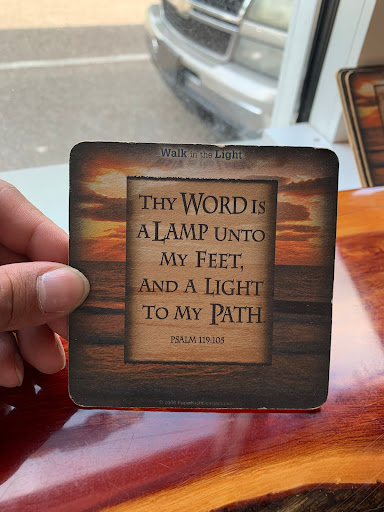 Walk in the Light
THY WORD IS
A LAMP UNTO
MY FEET,
AND A LIGHT
TO MY PATH.
PSALM 119:105